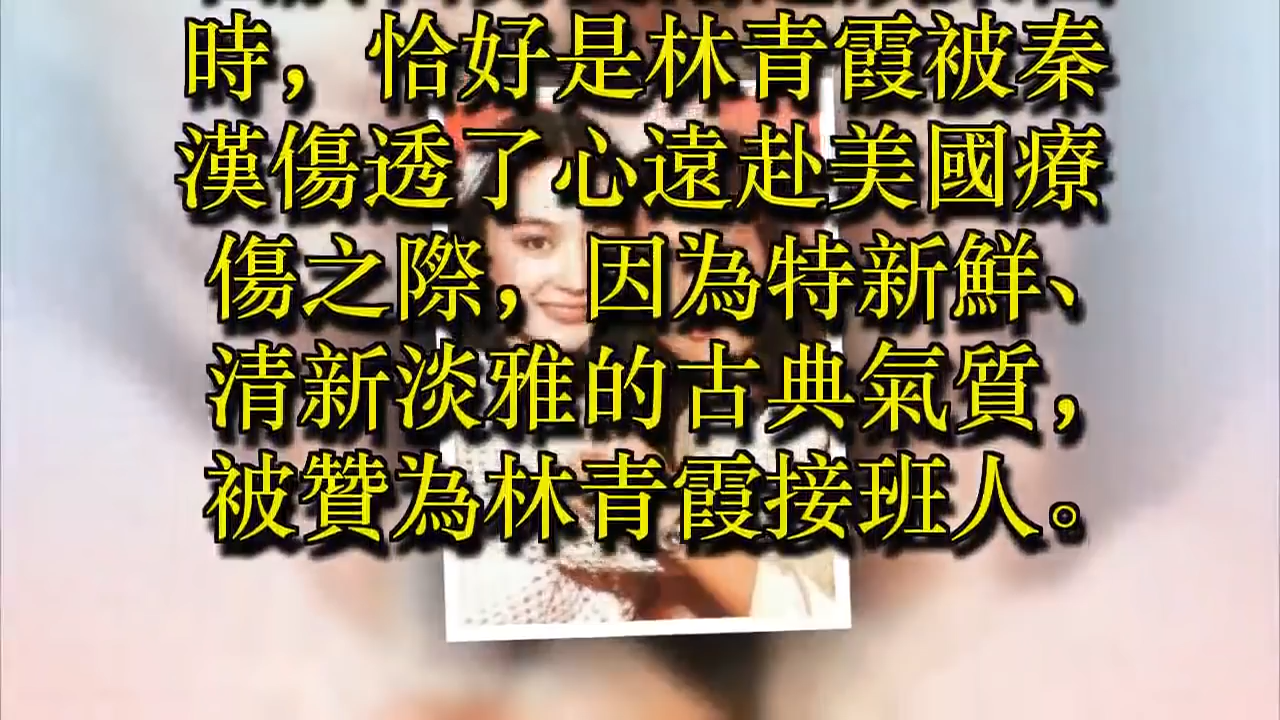 時，恰好是林青霞被秦
漢傷透了心遠赴美國療
傷之際，因為特新鮮、
清新淡雅的古典氣質，
被贊為林青霞接班人。